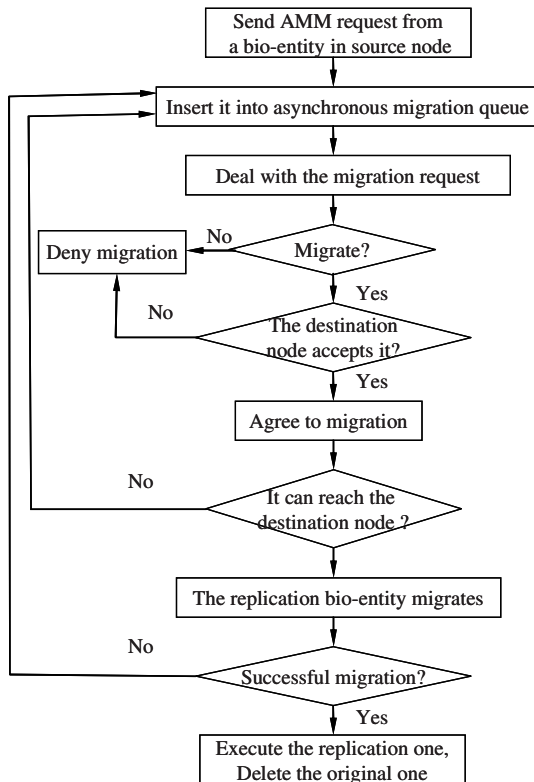 Send AMM request from
a bio-entity in source node
Insert it into asynchronous migration queue
Deal with the migration request
No
Migrate?
Deny migration
Yes
No
The destination
node accepts it?
Yes
Agree to migration
No
It can reach the
destination node ?
The replication bio-entity migrates
No
Successful migration?
Yes
Execute the replication one,
Delete the original one